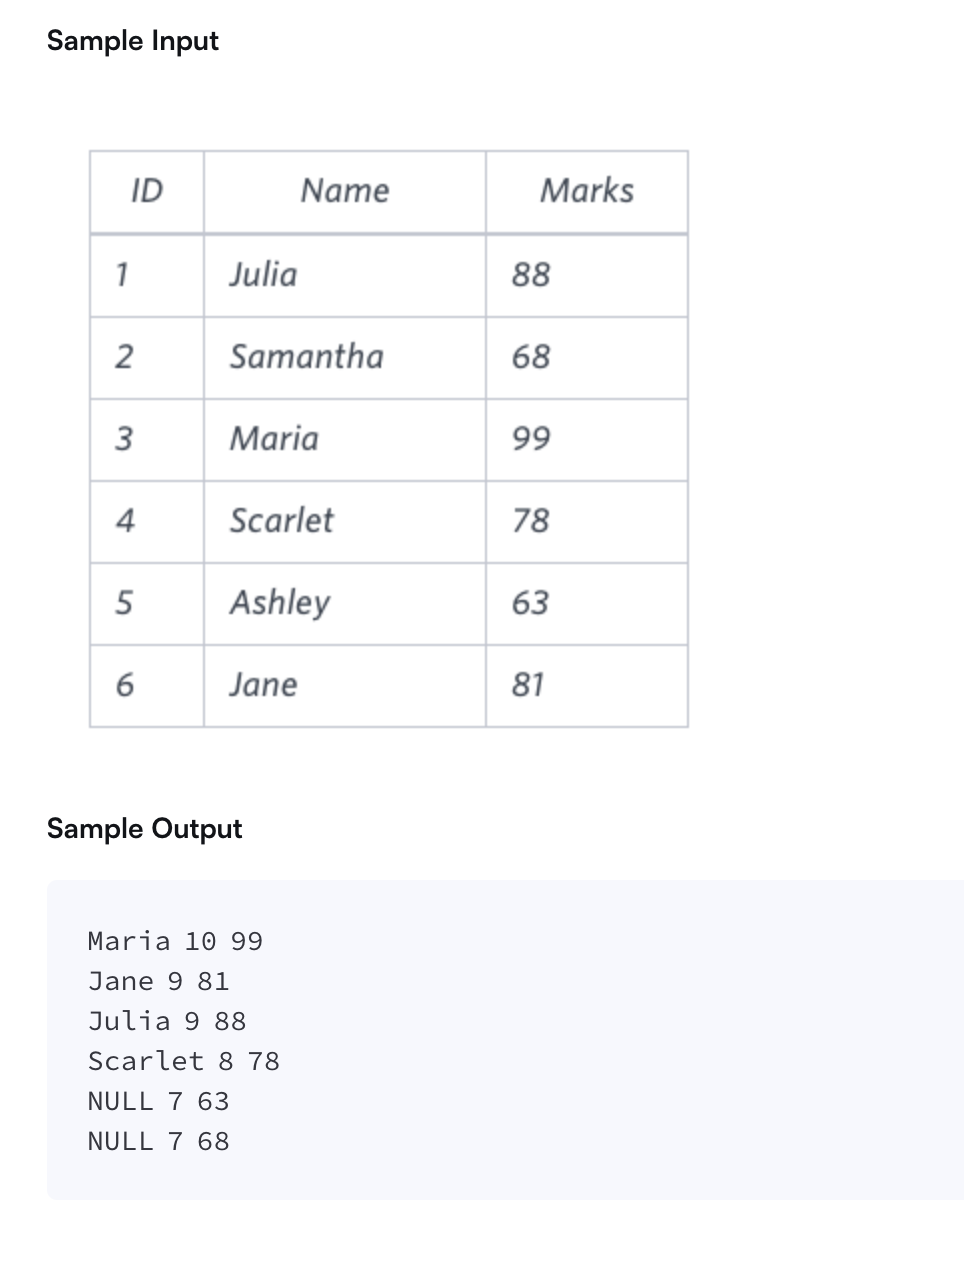 Sample Input
ID Name Marks
1 Julia 88
2 Samantha 68
3 Maria 99
4 Scarlet 78
5 Ashley 63
6 Jane 81
Sample Output
Maria 10 99
Jane 9 81
Julia 9 88
Scarlet 8 78
NULL 7 63
NULL 7 68